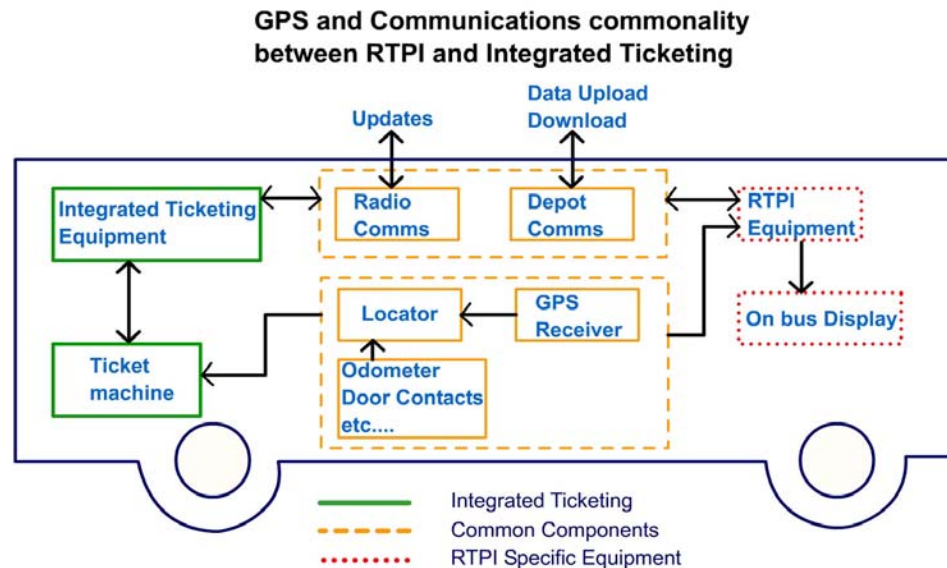 GPS and Communications commonality
between RTPI and Integrated Ticketing
Updates
Data Upload
Download
Integrated Ticketing
Equipment
Radio
Comms
Depot
Comms
RTPI
Equipment
Locator
GPS
Receiver
On bus Display
Ticket
machine
Odometer
Door Contacts
etc....
Integrated Ticketing
Common Components
RTPI Specific Equipment